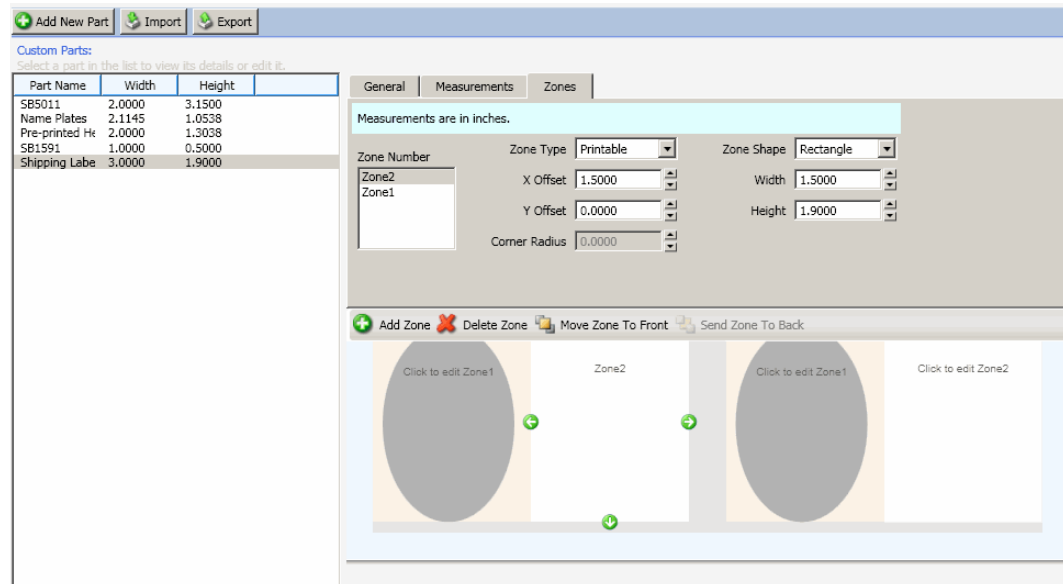 Add New Part Import Export
Custom Parts:
Select a part in the list to view its details or edit it.
Part Name Width Height
SB5011 2.0000 3.1500
Name Plates 2.1145 1.0538
Pre-printed He 2.0000 1.3038
SB1591 1.0000 0.5000
Shipping Labe 3.0000 1.9000
General Measurements Zones
Measurements are in inches.
Zone Number
Zone2
Zone1
Zone Type Printable
Zone Shape Rectangle
X Offset 1.5000
Width 1.5000
Y Offset 0.0000
Height 1.9000
Corner Radius 0.0000
Add Zone Delete Zone Move Zone To Front Send Zone To Back
Click to edit Zone1 Zone2 Click to edit Zone1 Click to edit Zone2